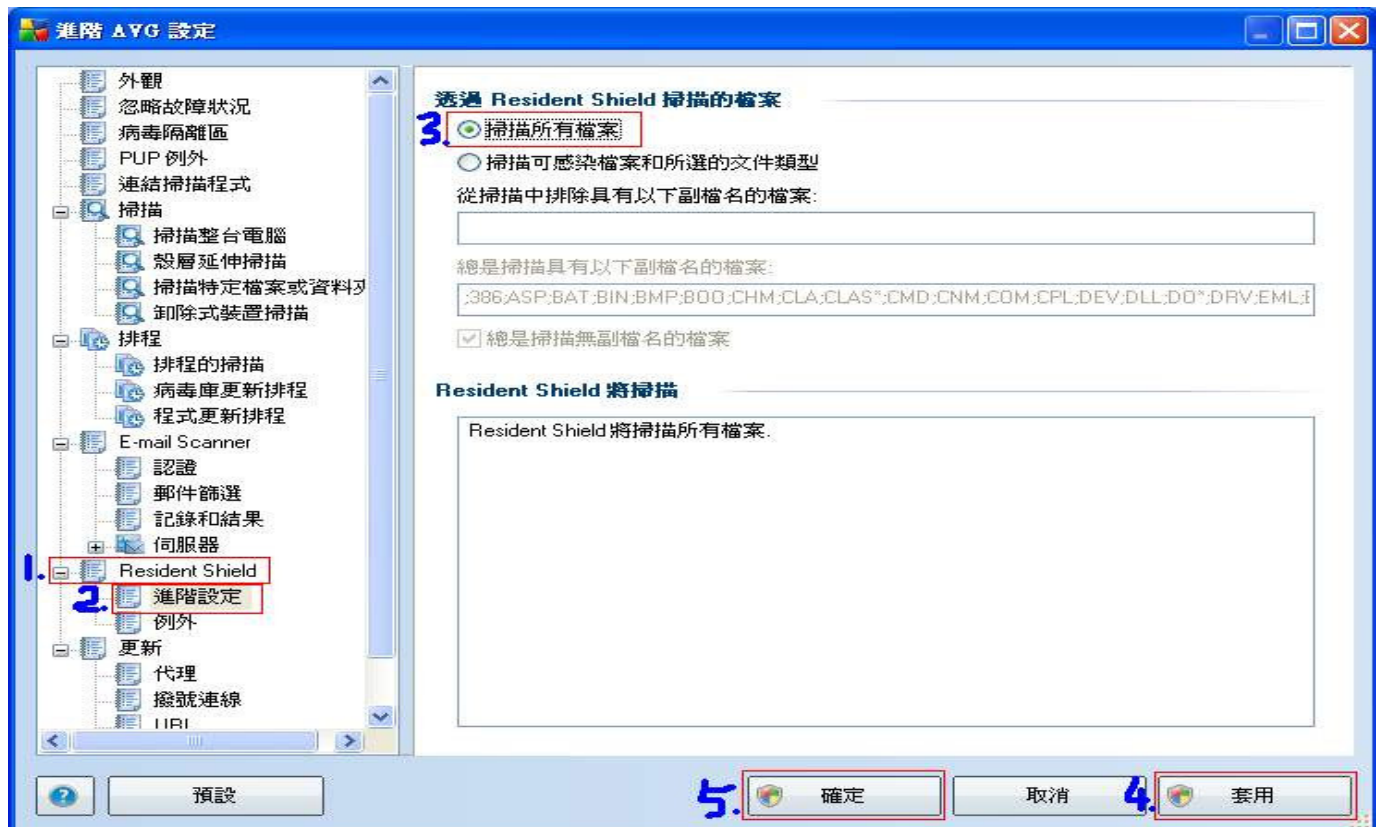 進階 AVG 設定
外觀
忽略故障狀況
病毒隔離區
PUP 例外
連結掃描程式
掃描
掃描整台電腦
殼層延伸掃描
掃描特定檔案或資料夾
卸除式裝置掃描
排程
排程的掃描
病毒庫更新排程
程式更新排程
E-mail Scanner
認證
郵件篩選
記錄和結果
伺服器
1. Resident Shield
2. 進階設定
例外
更新
代理
撥號連線
URL
透過 Resident Shield 掃描的檔案
3. 掃描所有檔案
掃描可感染檔案和所選的文件類型
從掃描中排除具有以下副檔名的檔案:
總是掃描具有以下副檔名的檔案:
;386;ASP;BAT;BIN;BMP;BOO;CHM;CLA;CLAS*;CMD;CNM;COM;CPL;DEV;DLL;DO*;DRV;EML;
總是掃描無副檔名的檔案
Resident Shield 將掃描
Resident Shield 將掃描所有檔案.
? 預設 5. 確定 取消 4. 套用